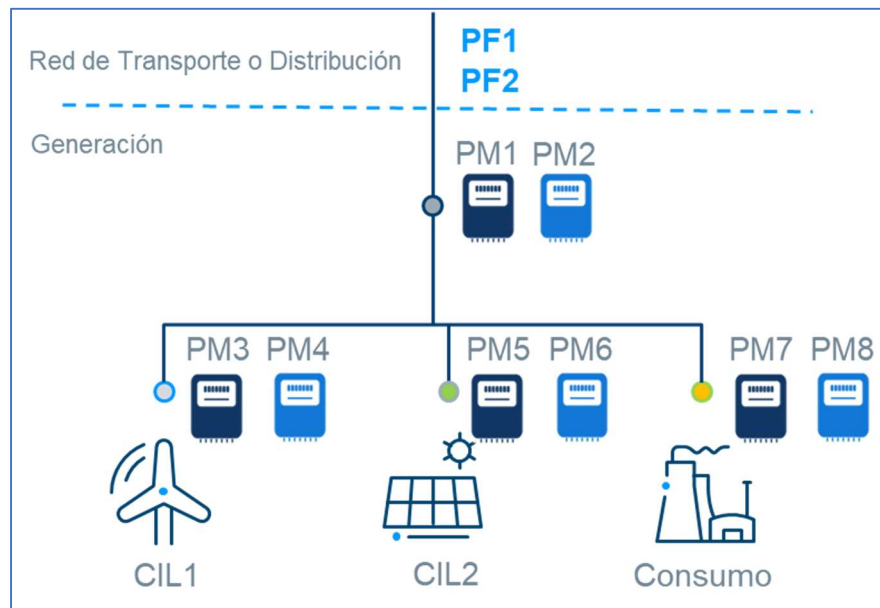 PF1
Red de Transporte o Distribución
PF2
Generación
PM1 PM2
PM3 PM4 PM5 PM6 PM7 PM8
CIL1 CIL2 Consumo